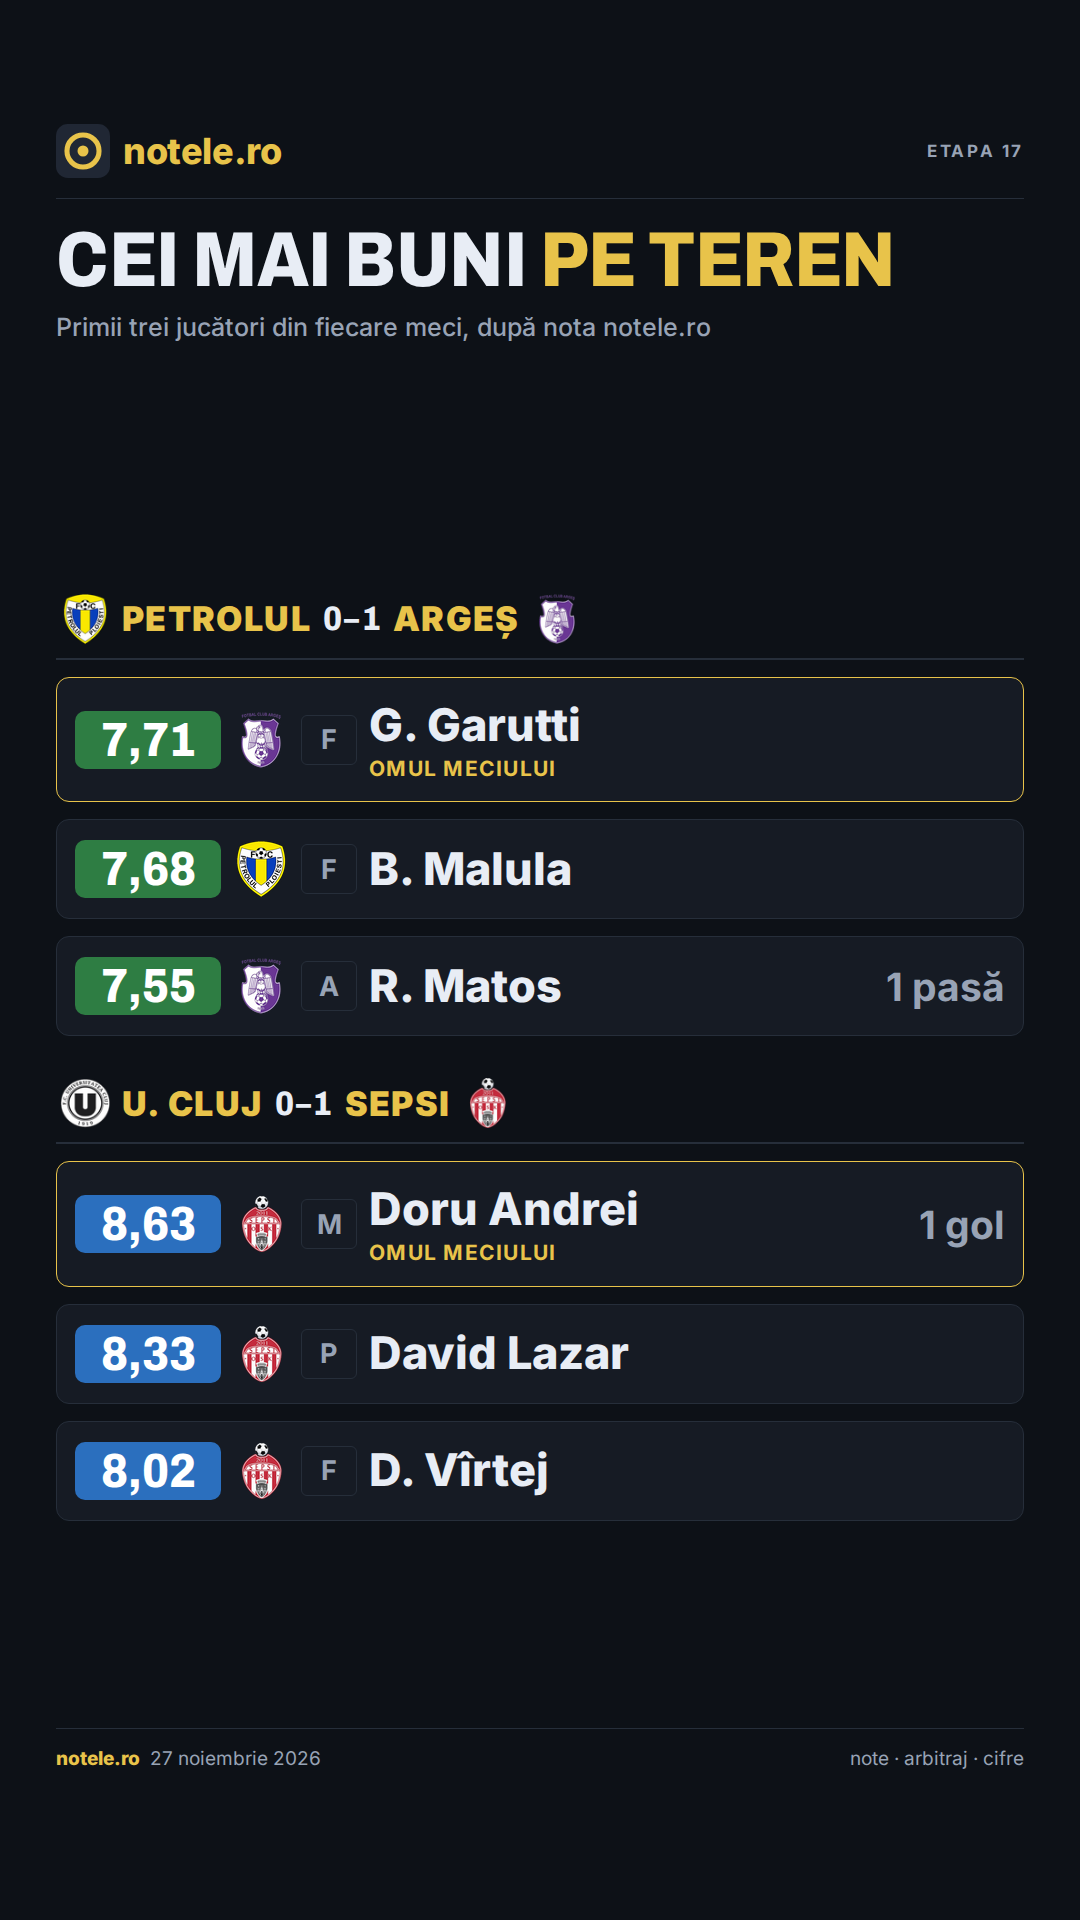 notele.ro
ETAPA 17
CEI MAI BUNI PE TEREN
Primii trei jucători din fiecare meci, după nota notele.ro
PETROLUL 0–1 ARGEȘ
7,71 F G. Garutti
OMUL MECIULUI
7,68 F B. Malula
7,55 A R. Matos 1 pasă
U. CLUJ 0–1 SEPSI
8,63 M Doru Andrei 1 gol
OMUL MECIULUI
8,33 P David Lazar
8,02 F D. Vîrtej
notele.ro 27 noiembrie 2026
note · arbitraj · cifre